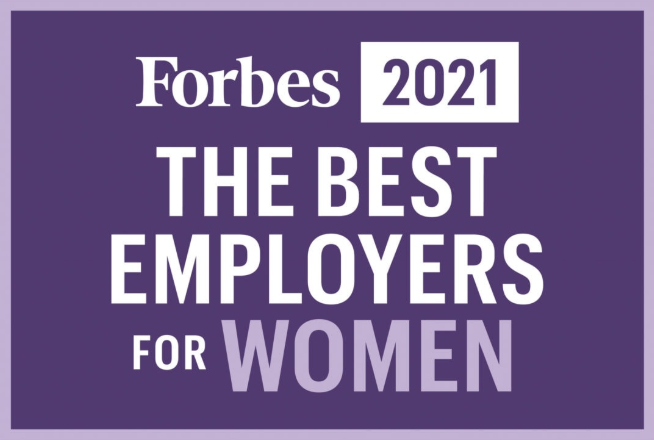 Forbes 2021
THE BEST
EMPLOYERS
FOR WOMEN